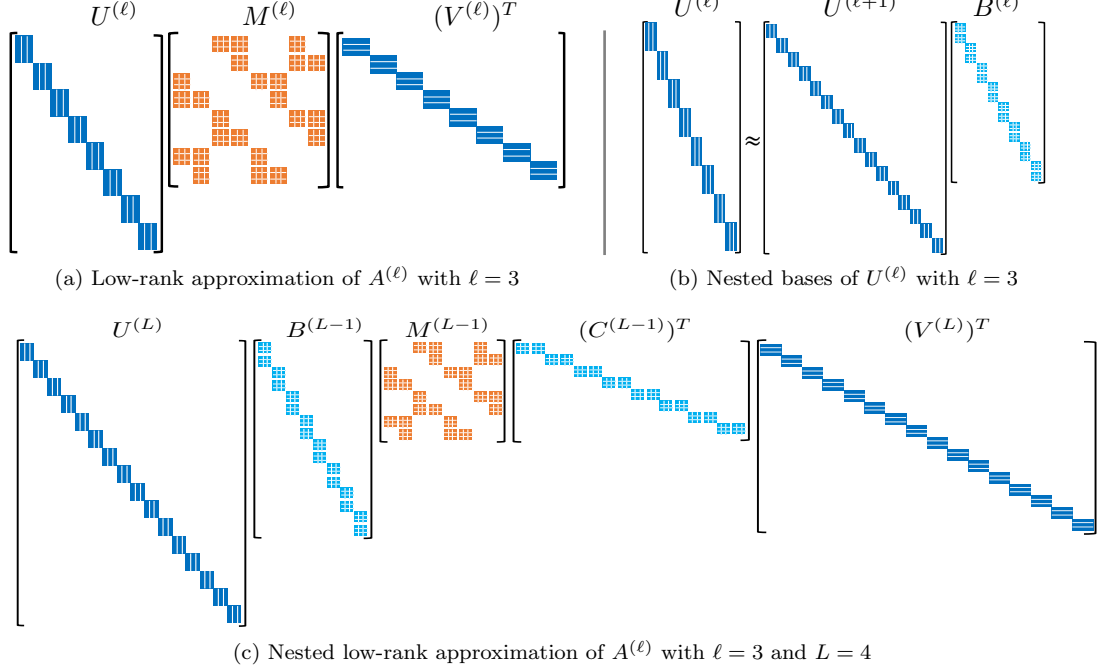 U^{(ℓ)} M^{(ℓ)} (V^{(ℓ)})^T U^{(ℓ)} U^{(ℓ+1)} B^{(ℓ)}
≈
(a) Low-rank approximation of A^{(ℓ)} with ℓ = 3
(b) Nested bases of U^{(ℓ)} with ℓ = 3
U^{(L)} B^{(L−1)} M^{(L−1)} (C^{(L−1)})^T (V^{(L)})^T
(c) Nested low-rank approximation of A^{(ℓ)} with ℓ = 3 and L = 4